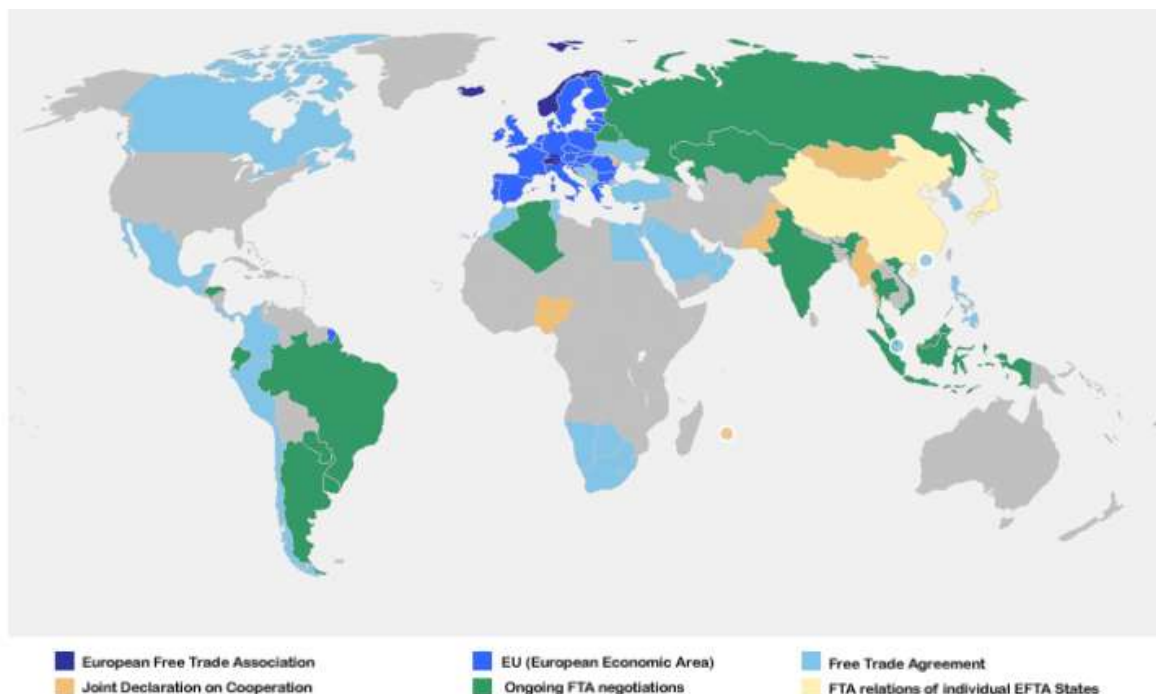 European Free Trade Association EU (European Economic Area) Free Trade Agreement
Joint Declaration on Cooperation Ongoing FTA negotiations FTA relations of individual EFTA States